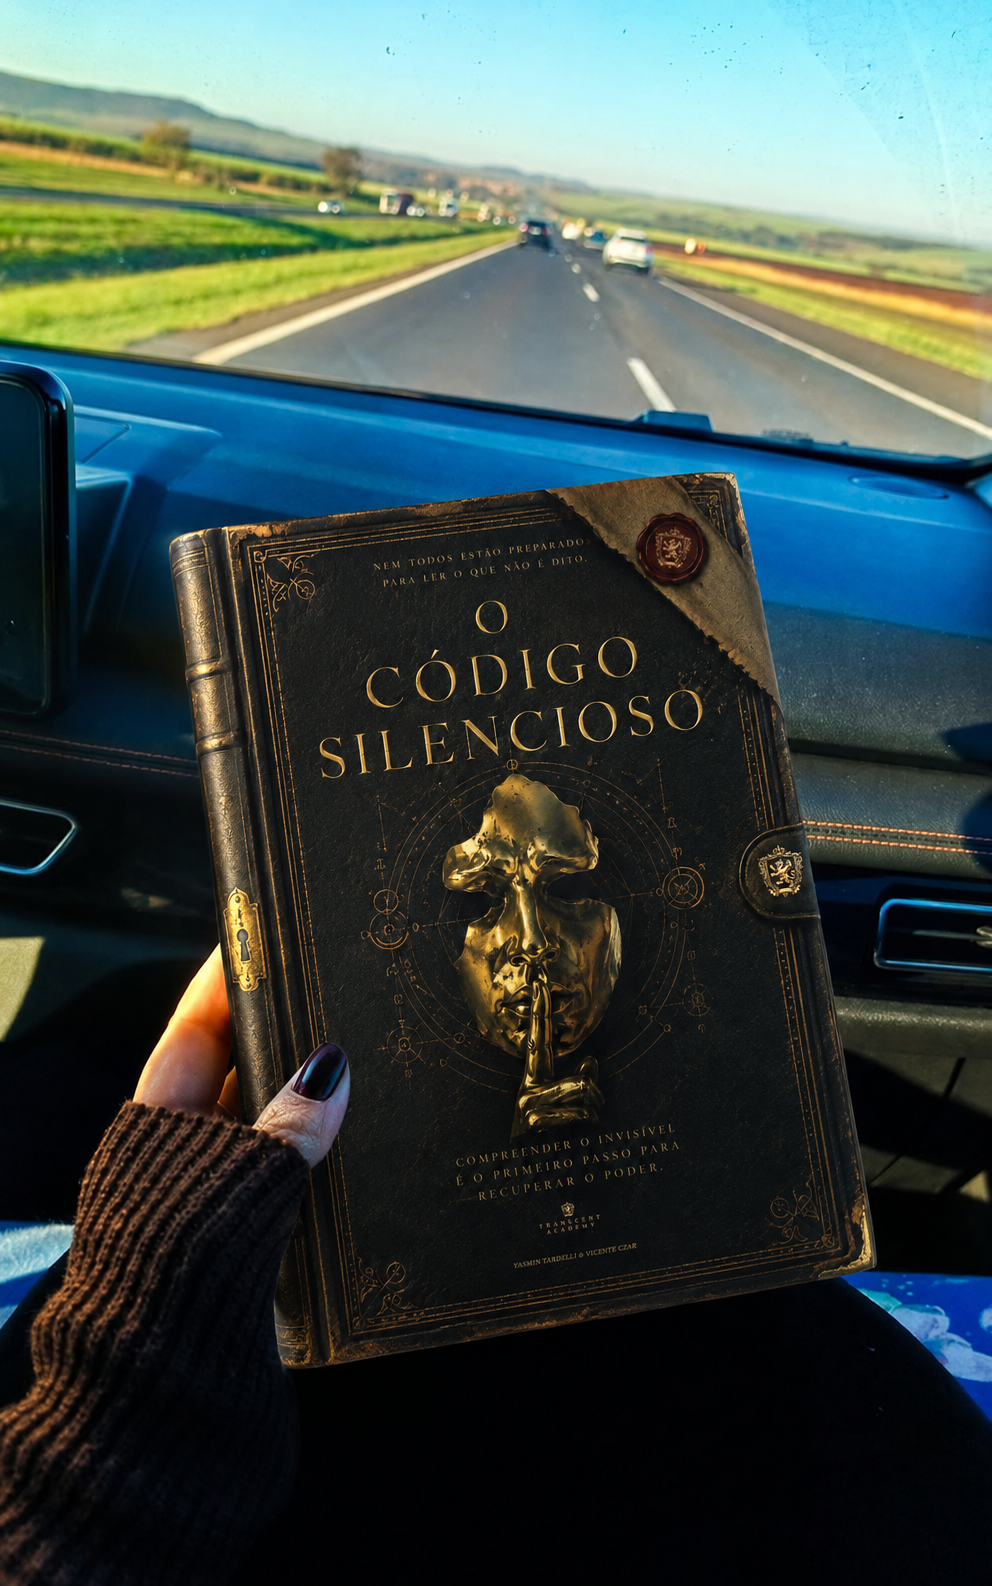 NEM TODOS ESTÃO PREPARADO
PARA LER O QUE NÃO É DITO.
O
CÓDIGO
SILENCIOSO
COMPREENDER O INVISÍVEL
É O PRIMEIRO PASSO PARA
RECUPERAR O PODER.
TRANSCENT
ACADEMY
YASMIN TARDELLI & VICENTE CZAR